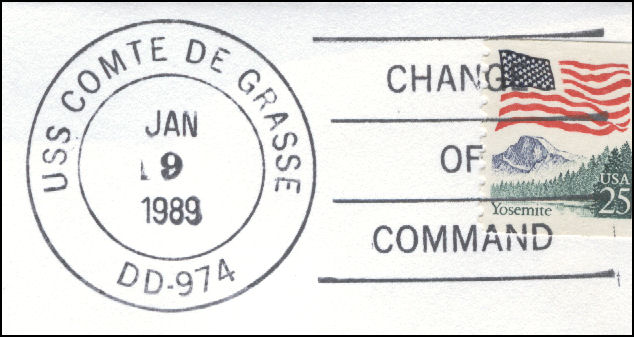 USS COMTE DE GRASSE
JAN
9
1989
DD-974
CHANGE
OF
COMMAND
Yosemite
USA
25